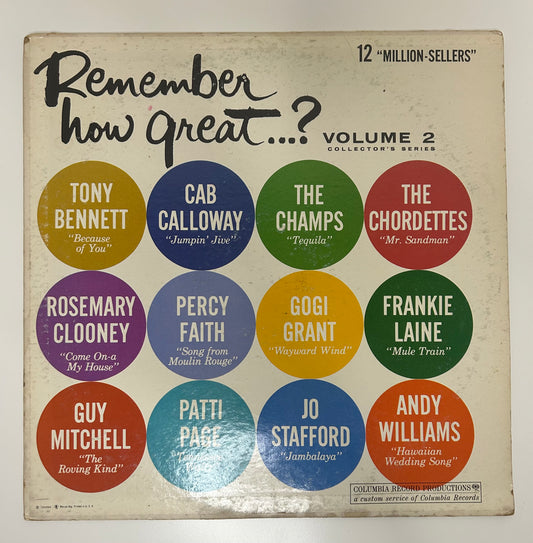 12 "MILLION-SELLERS"
Remember
how great....?
VOLUME 2
COLLECTOR'S SERIES
TONY
BENNETT
"Because
of You"
CAB
CALLOWAY
"Jumpin' Jive"
THE
CHAMPS
"Tequila"
THE
CHORDETTES
"Mr. Sandman"
ROSEMARY
CLOONEY
"Come On-a
My House"
PERCY
FAITH
"Song from
Moulin Rouge"
GOGI
GRANT
"Wayward Wind"
FRANKIE
LAINE
"Mule Train"
GUY
MITCHELL
"The
Roving Kind"
PATTI
PAGE
JO
STAFFORD
"Jambalaya"
ANDY
WILLIAMS
"Hawaiian
Wedding Song"
COLUMBIA RECORD PRODUCTIONS
a custom service of Columbia Records